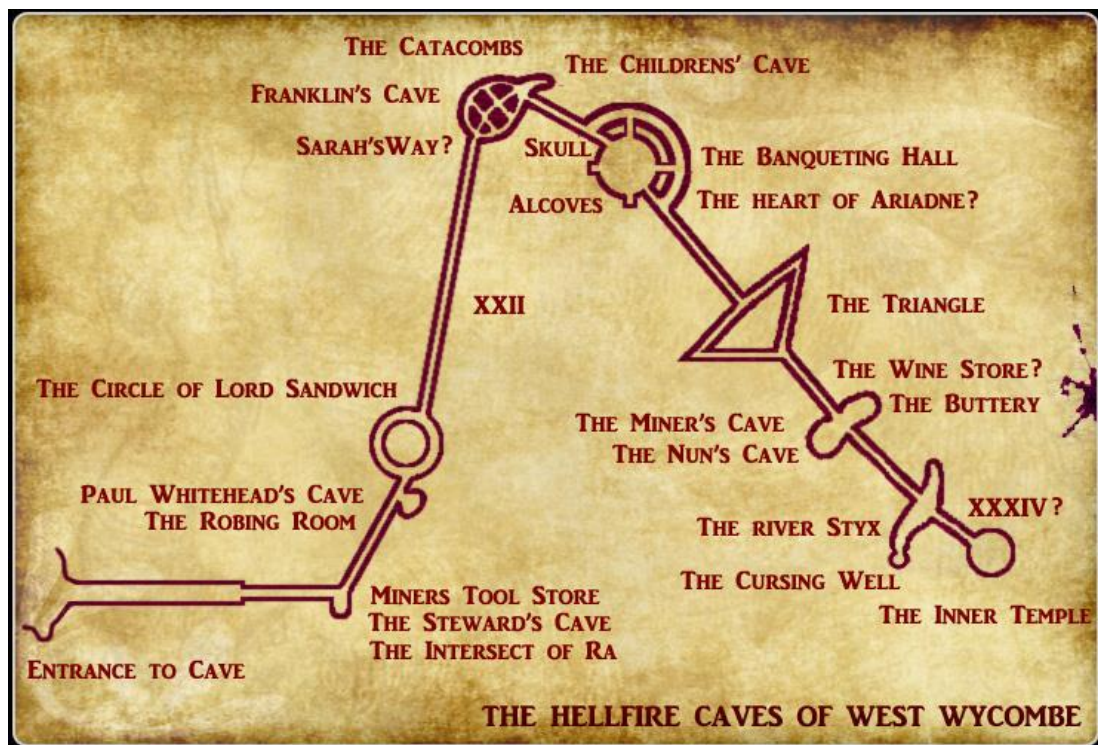 The Catacombs
The Childrens' Cave
Franklin's Cave
Sarah'sWay?
Skull
The Banqueting Hall
Alcoves
The heart of Ariadne?
XXII
The Triangle
The Wine Store?
The Buttery
The Circle of Lord Sandwich
The Miner's Cave
The Nun's Cave
Paul Whitehead's Cave
The Robing Room
XXXIV?
The river Styx
The Cursing Well
The Inner Temple
Miners Tool Store
The Steward's Cave
The Intersect of Ra
Entrance to Cave
THE HELLFIRE CAVES OF WEST WYCOMBE